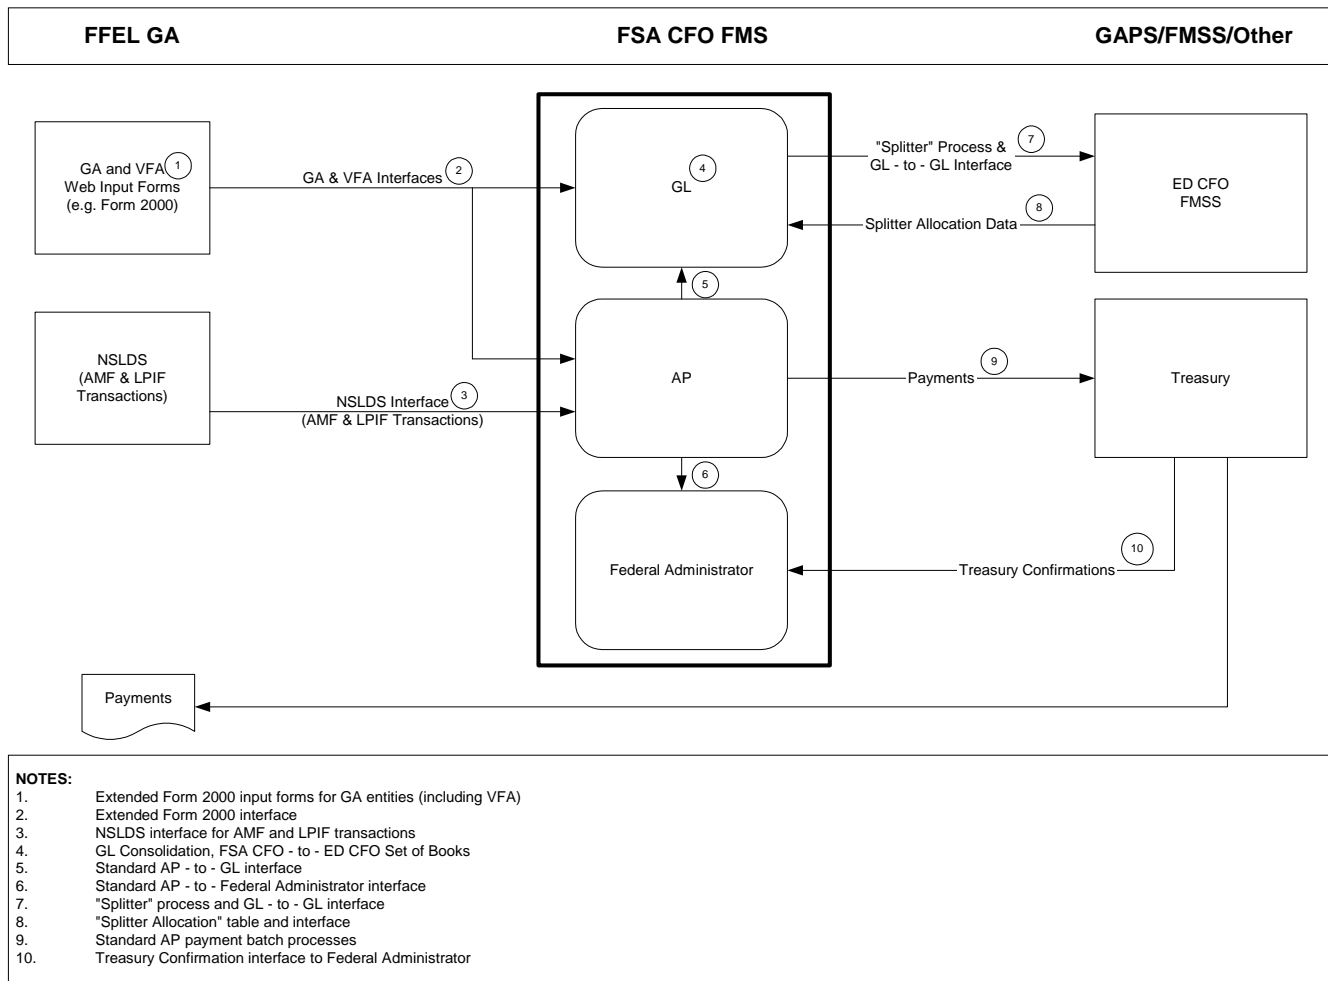 FFEL GA
FSA CFO FMS
GAPS/FMSS/Other
GA and VFA
Web Input Forms
(e.g. Form 2000)
1
GA & VFA Interfaces
2
GL
4
"Splitter" Process &
GL - to - GL Interface
7
Splitter Allocation Data
8
ED CFO
FMSS
5
NSLDS
(AMF & LPIF
Transactions)
NSLDS Interface
(AMF & LPIF Transactions)
3
AP
Payments
9
Treasury
6
Federal Administrator
Treasury Confirmations
10
Payments
NOTES:
1. Extended Form 2000 input forms for GA entities (including VFA)
2. Extended Form 2000 interface
3. NSLDS interface for AMF and LPIF transactions
4. GL Consolidation, FSA CFO - to - ED CFO Set of Books
5. Standard AP - to - GL interface
6. Standard AP - to - Federal Administrator interface
7. "Splitter" process and GL - to - GL interface
8. "Splitter Allocation" table and interface
9. Standard AP payment batch processes
10. Treasury Confirmation interface to Federal Administrator